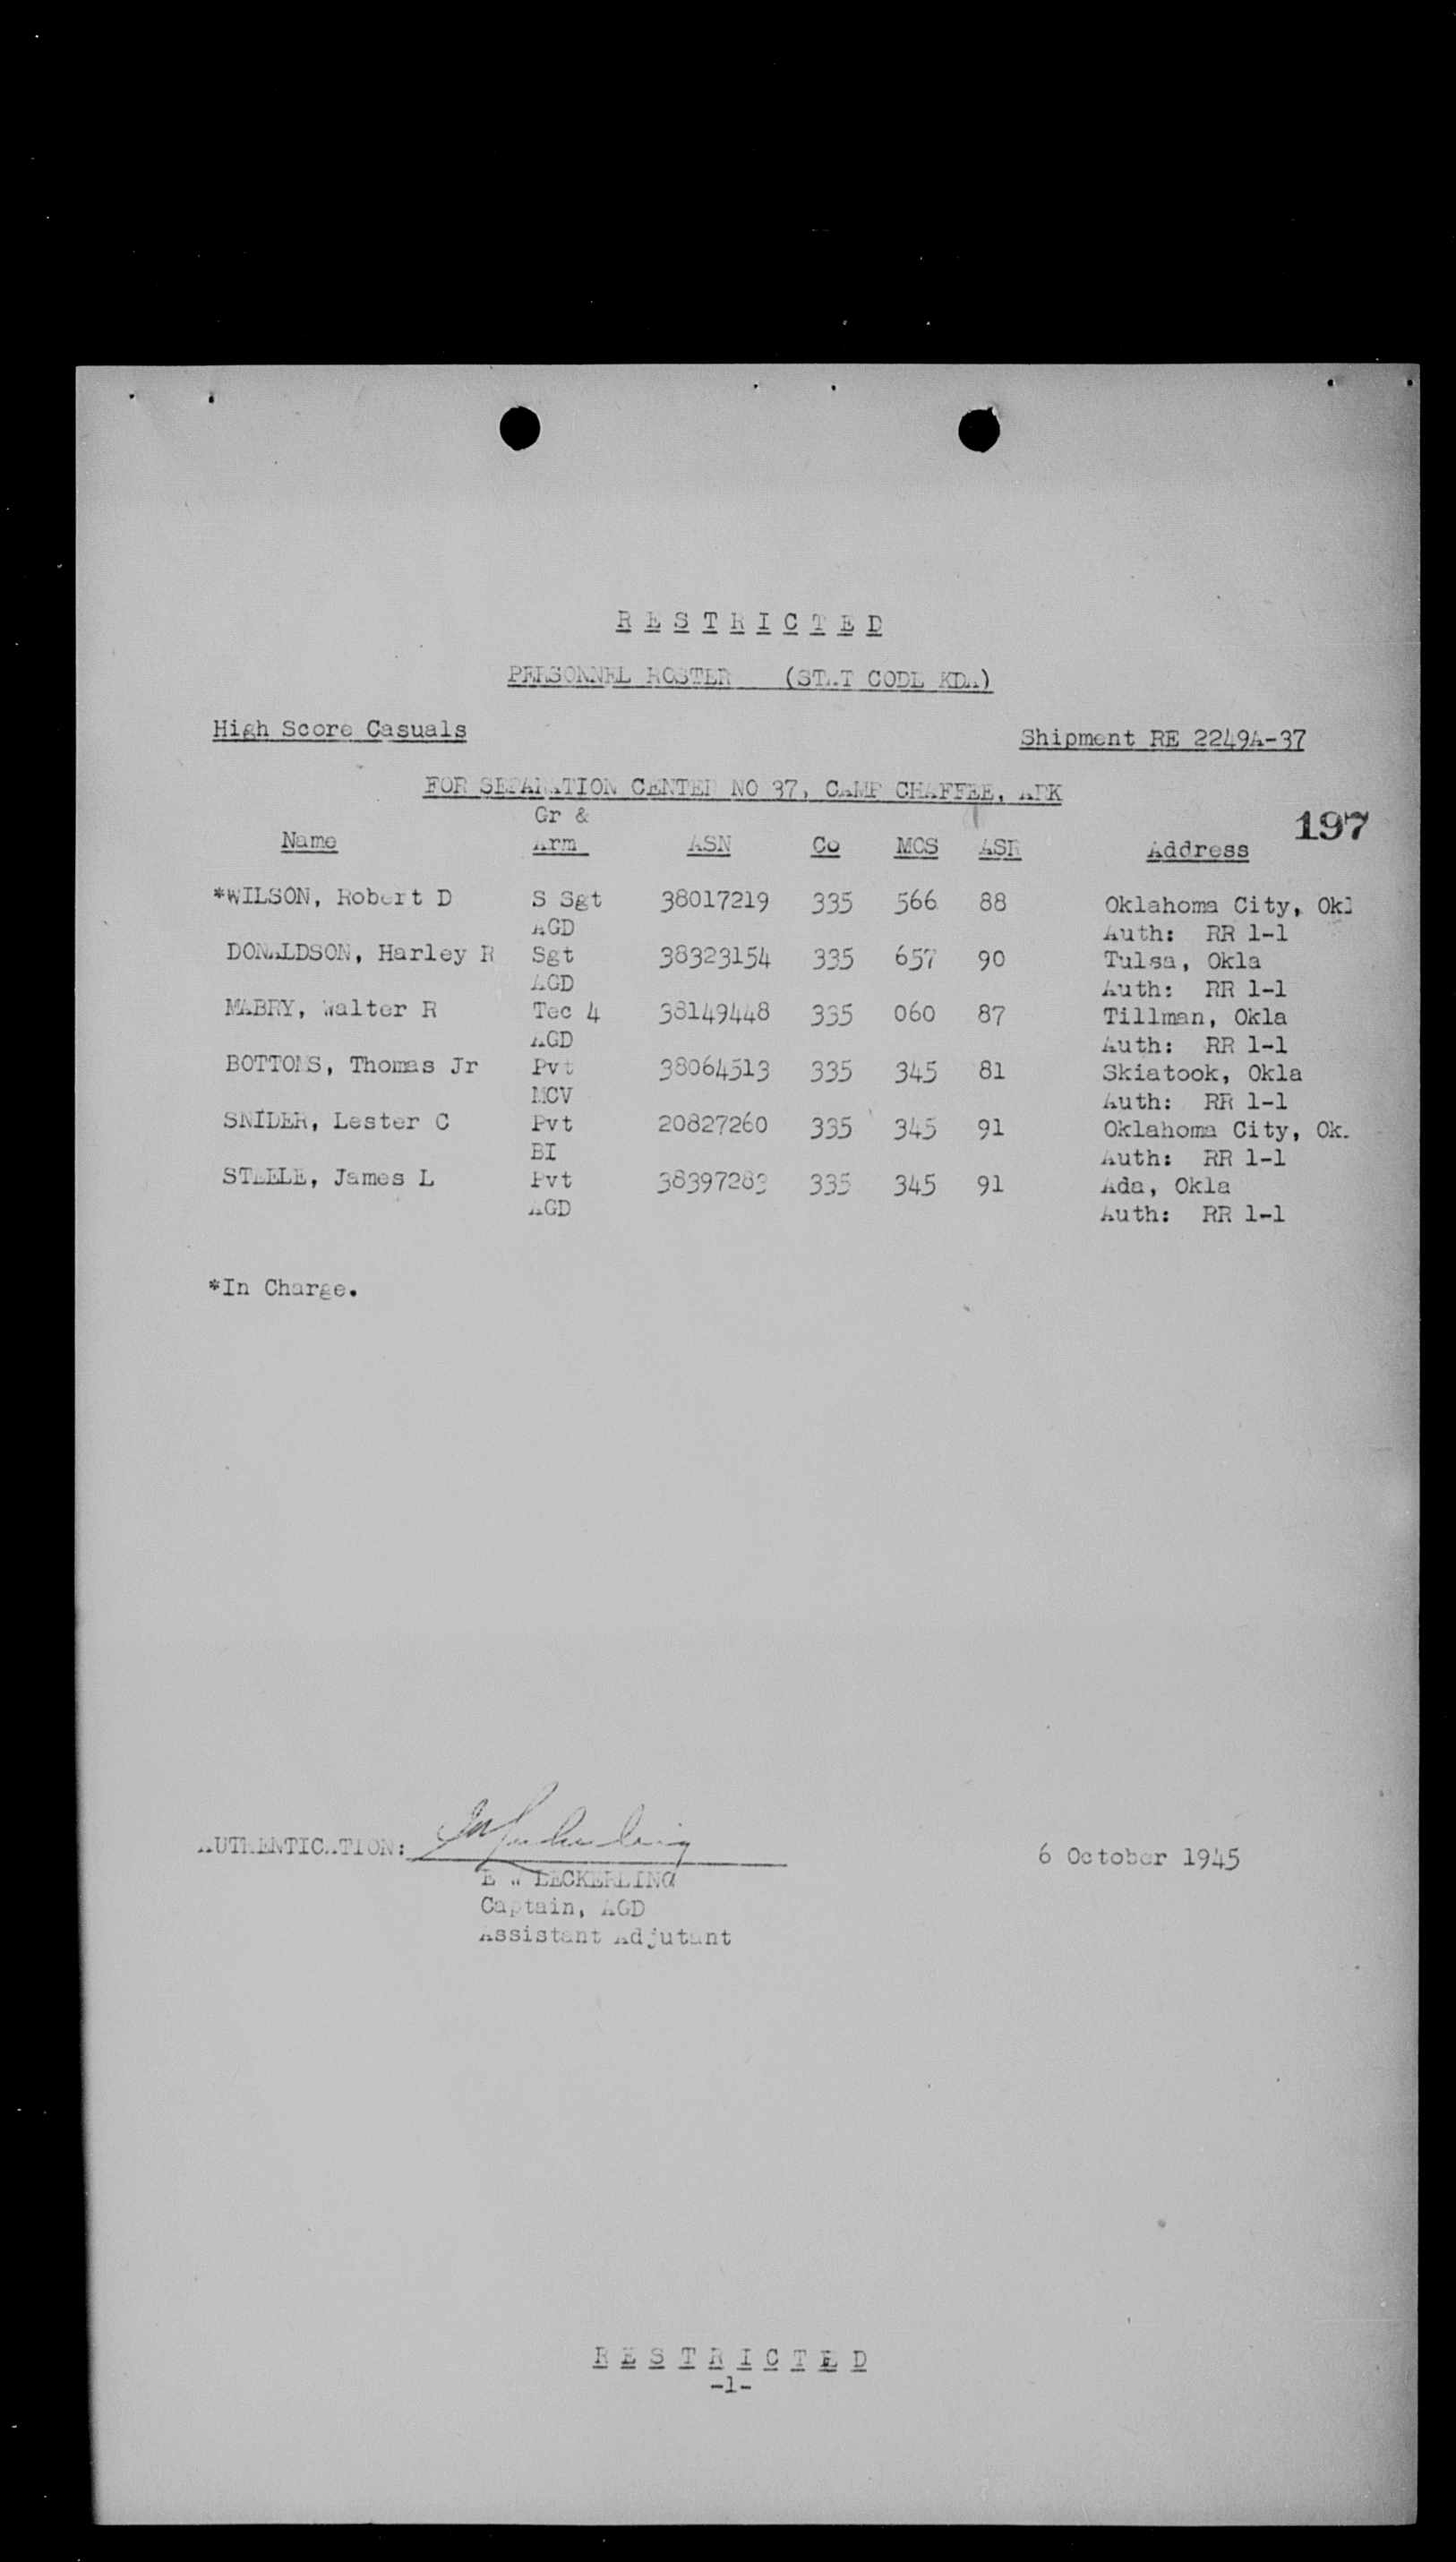 R E S T R I C T E D
PERSONNEL ROSTER (STAT CODE KDA)
High Score Casuals Shipment RE 2249A-37
FOR SEPARATION CENTER NO 37, CAMP CHAFFEE, ARK
197
Gr &
Name Arm ASN Co MOS ASR Address
*WILSON, Robert D S Sgt 38017219 335 566 88 Oklahoma City, Okl
AGD Auth: RR 1-1
DONALDSON, Harley R Sgt 38323154 335 657 90 Tulsa, Okla
AGD Auth: RR 1-1
MABRY, Walter R Tec 4 38149448 335 060 87 Tillman, Okla
AGD Auth: RR 1-1
BOTTOMS, Thomas Jr Pvt 38064513 335 345 81 Skiatook, Okla
MCV Auth: RR 1-1
SNIDER, Lester C Pvt 20827260 335 345 91 Oklahoma City, Ok.
BI Auth: RR 1-1
STEELE, James L Pvt 38397283 335 345 91 Ada, Okla
AGD Auth: RR 1-1
*In Charge.
AUTHENTICATION: 6 October 1945
E W
Captain, AGD
Assistant Adjutant
R E S T R I C T E D
-1-